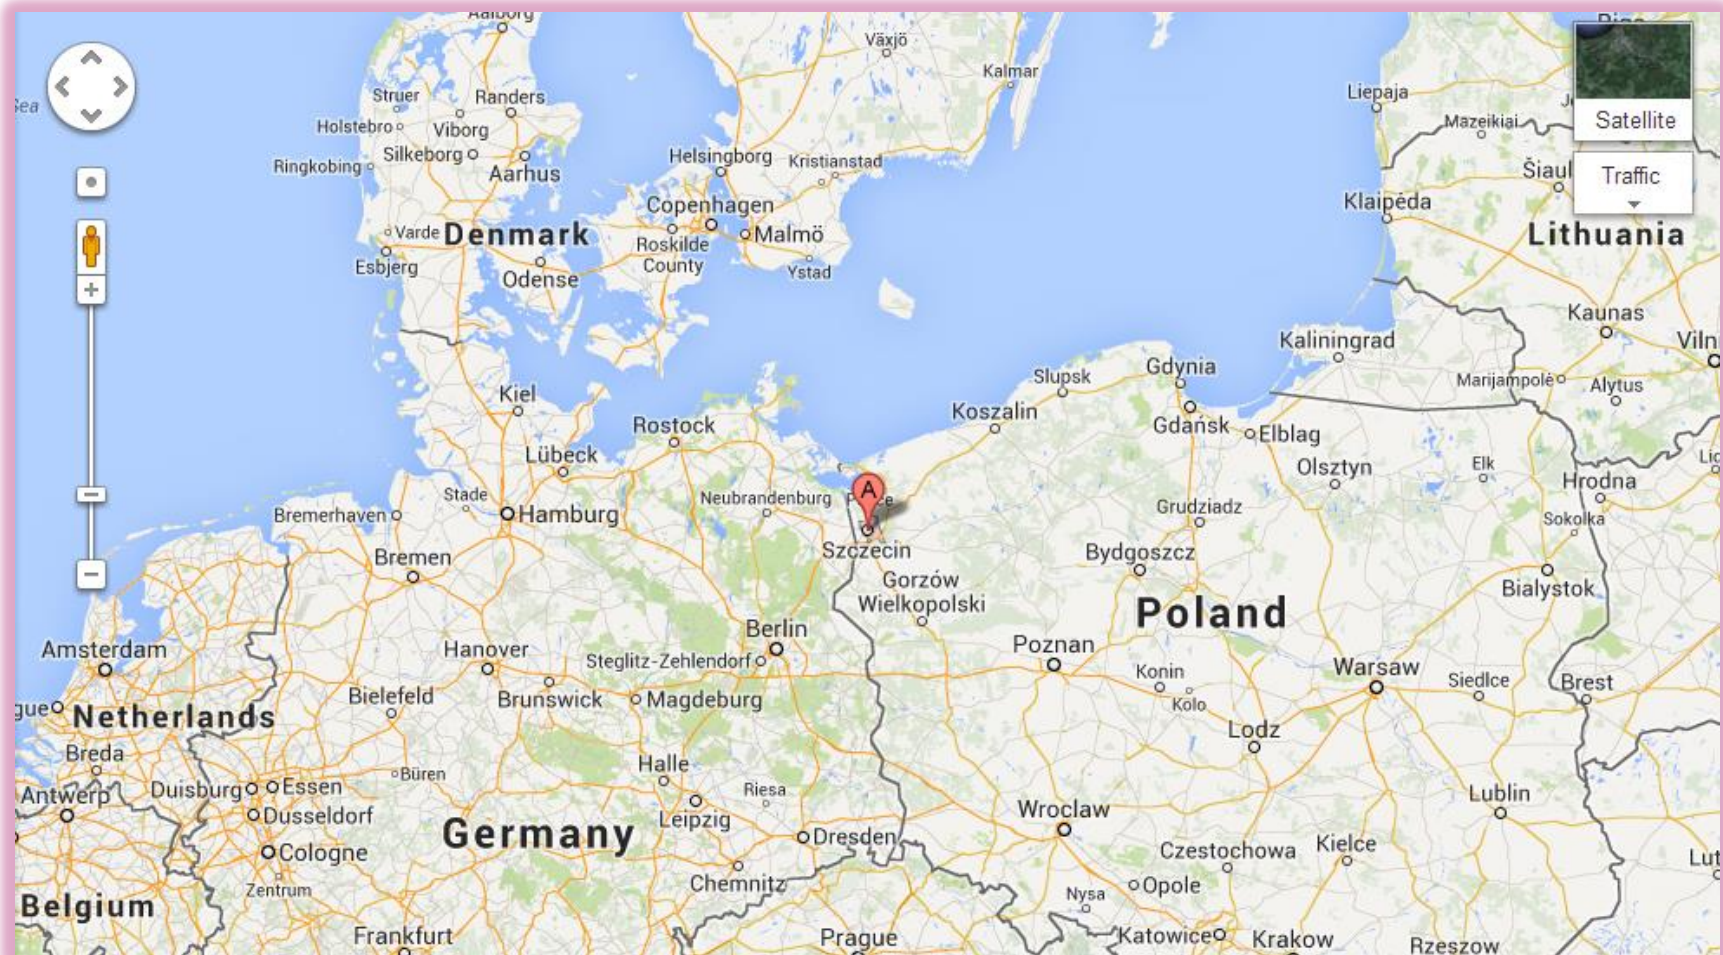 Aalborg
Växjö
Sea
Kalmar
Struer
Randers
Liepaja
Holstebro
Viborg
Mazeikiai
Satellite
Silkeborg
Helsingborg
Kristianstad
Ringkobing
Aarhus
Šiaul
Traffic
Copenhagen
Klaipėda
Varde
Denmark
Malmö
Lithuania
Roskilde
County
Esbjerg
Odense
Ystad
Kaunas
Kaliningrad
Viln
Gdynia
Slupsk
Marijampolė
Alytus
Kiel
Koszalin
Rostock
Gdańsk
Elblag
Lübeck
Olsztyn
Elk
Hrodna
Stade
Neubrandenburg
A
Grudziadz
Bremerhaven
Hamburg
Sokolka
Szczecin
Bydgoszcz
Bremen
Gorzów
Wielkopolski
Bialystok
Poland
Berlin
Amsterdam
Hanover
Steglitz-Zehlendorf
Poznan
Warsaw
Konin
Siedlce
Brest
Bielefeld
Brunswick
Magdeburg
Kolo
gue
Netherlands
Lodz
Breda
Halle
Büren
Duisburg
Essen
Riesa
Antwerp
Lublin
Wroclaw
Dusseldorf
Leipzig
Germany
Dresden
Kielce
Cologne
Czestochowa
Lut
Zentrum
Chemnitz
Opole
Nysa
Belgium
Frankfurt
Prague
Katowice
Krakow
Rzeszow